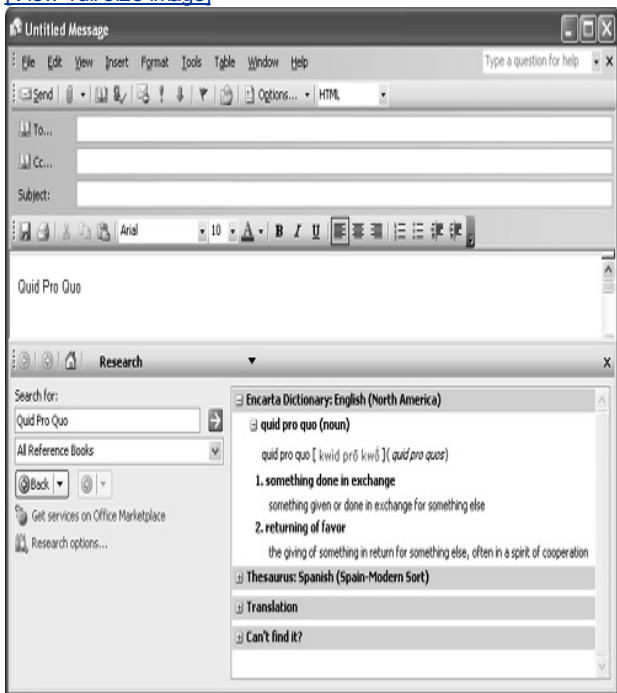 [View full size image]
Untitled Message
File Edit View Insert Format Tools Table Window Help Type a question for help
Send Options... HTML
To...
Cc...
Subject:
Arial 10 A B I U
Quid Pro Quo
Research
Search for:
Quid Pro Quo
All Reference Books
Back
Get services on Office Marketplace
Research options...
Encarta Dictionary: English (North America)
quid pro quo (noun)
quid pro quo [ kwìd prō kwṓ ]( quid pro quos)
1. something done in exchange
something given or done in exchange for something else
2. returning of favor
the giving of something in return for something else, often in a spirit of cooperation
Thesaurus: Spanish (Spain-Modern Sort)
Translation
Can't find it?